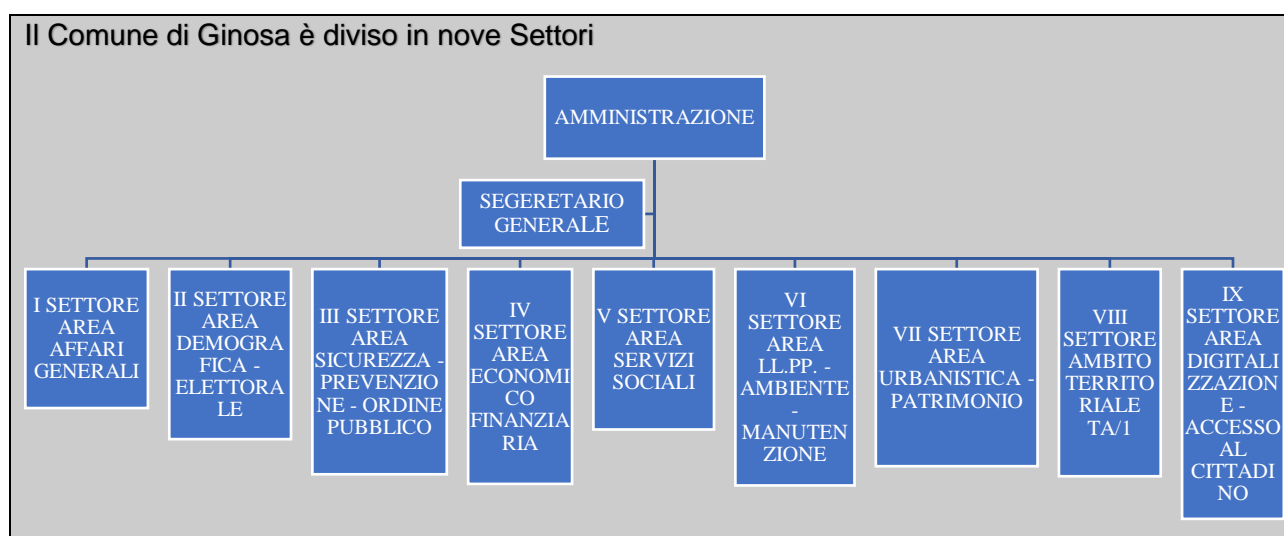 Il Comune di Ginosa è diviso in nove Settori
AMMINISTRAZIONE
SEGERETARIO
GENERALE
I SETTORE
AREA
AFFARI
GENERALI
II SETTORE
AREA
DEMOGRA
FICA -
ELETTORA
LE
III SETTORE
AREA
SICUREZZA -
PREVENZIO
NE - ORDINE
PUBBLICO
IV
SETTORE
AREA
ECONOMI
CO
FINANZIA
RIA
V SETTORE
AREA
SERVIZI
SOCIALI
VI
SETTORE
AREA
LL.PP. -
AMBIENTE
-
MANUTEN
ZIONE
VII SETTORE
AREA
URBANISTICA -
PATRIMONIO
VIII
SETTORE
AMBITO
TERRITO
RIALE
TA/1
IX
SETTORE
AREA
DIGITALI
ZZAZION
E -
ACCESSO
AL
CITTADI
NO